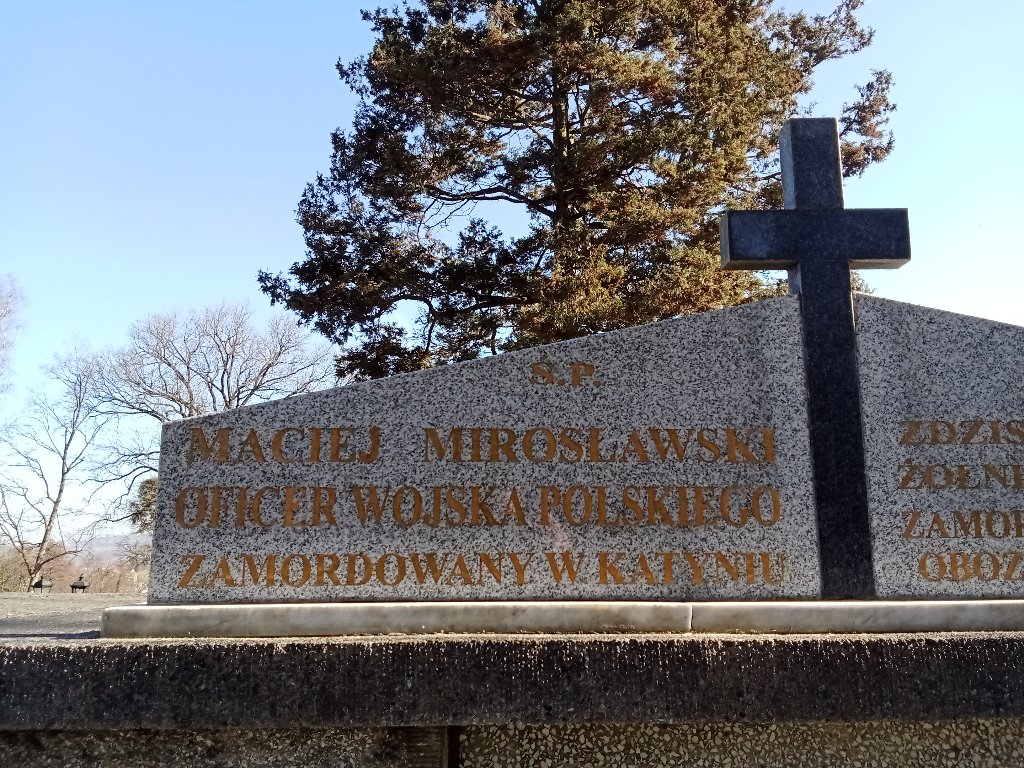 Ś.P.
MACIEJ MIROSŁAWSKI
OFICER WOJSKA POLSKIEGO
ZAMORDOWANY W KATYNIU